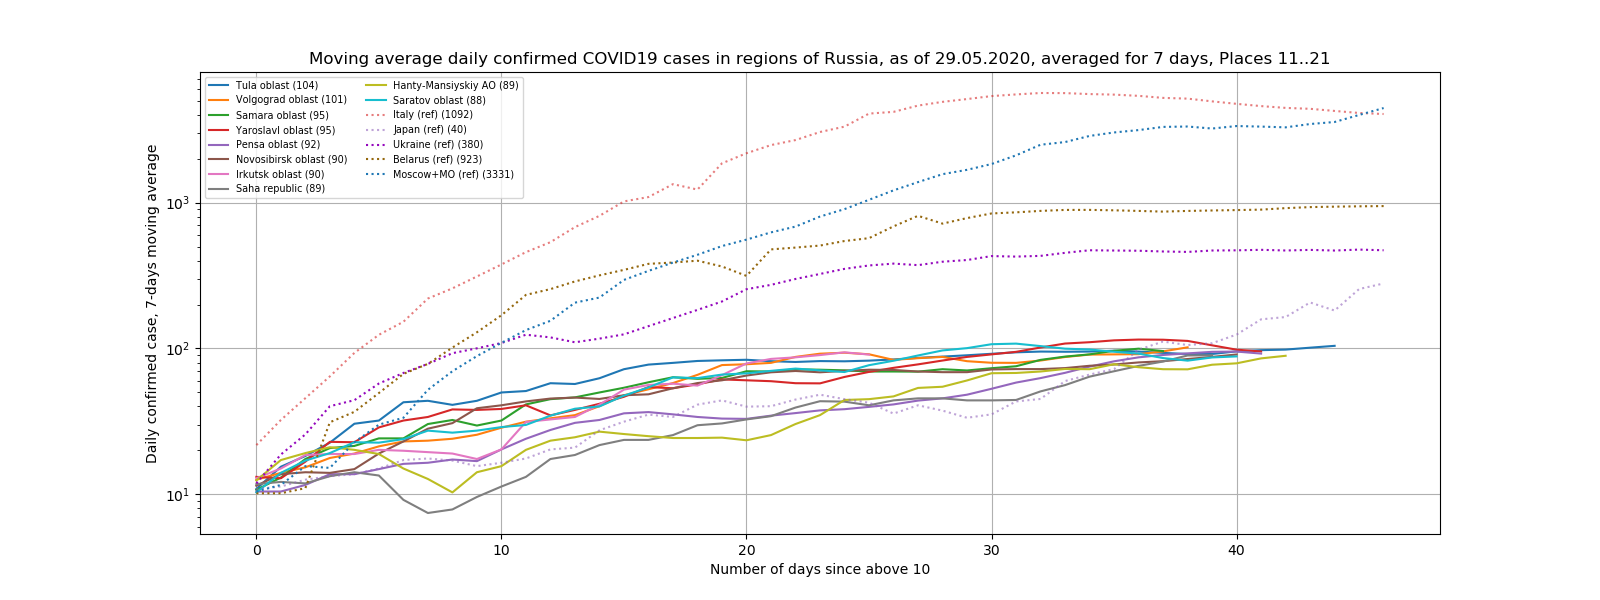 Moving average daily confirmed COVID19 cases in regions of Russia, as of 29.05.2020, averaged for 7 days, Places 11..21
Tula oblast (104)
Volgograd oblast (101)
Samara oblast (95)
Yaroslavl oblast (95)
Pensa oblast (92)
Novosibirsk oblast (90)
Irkutsk oblast (90)
Saha republic (89)
Hanty-Mansiyskiy AO (89)
Saratov oblast (88)
Italy (ref) (1092)
Japan (ref) (40)
Ukraine (ref) (380)
Belarus (ref) (923)
Moscow+MO (ref) (3331)
Daily confirmed case, 7-days moving average
10³
10²
10¹
0 10 20 30 40
Number of days since above 10